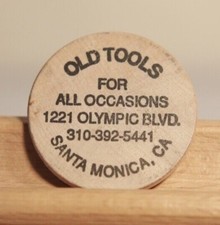 OLD TOOLS
FOR
ALL OCCASIONS
1221 OLYMPIC BLVD.
310-392-5441
SANTA MONICA, CA